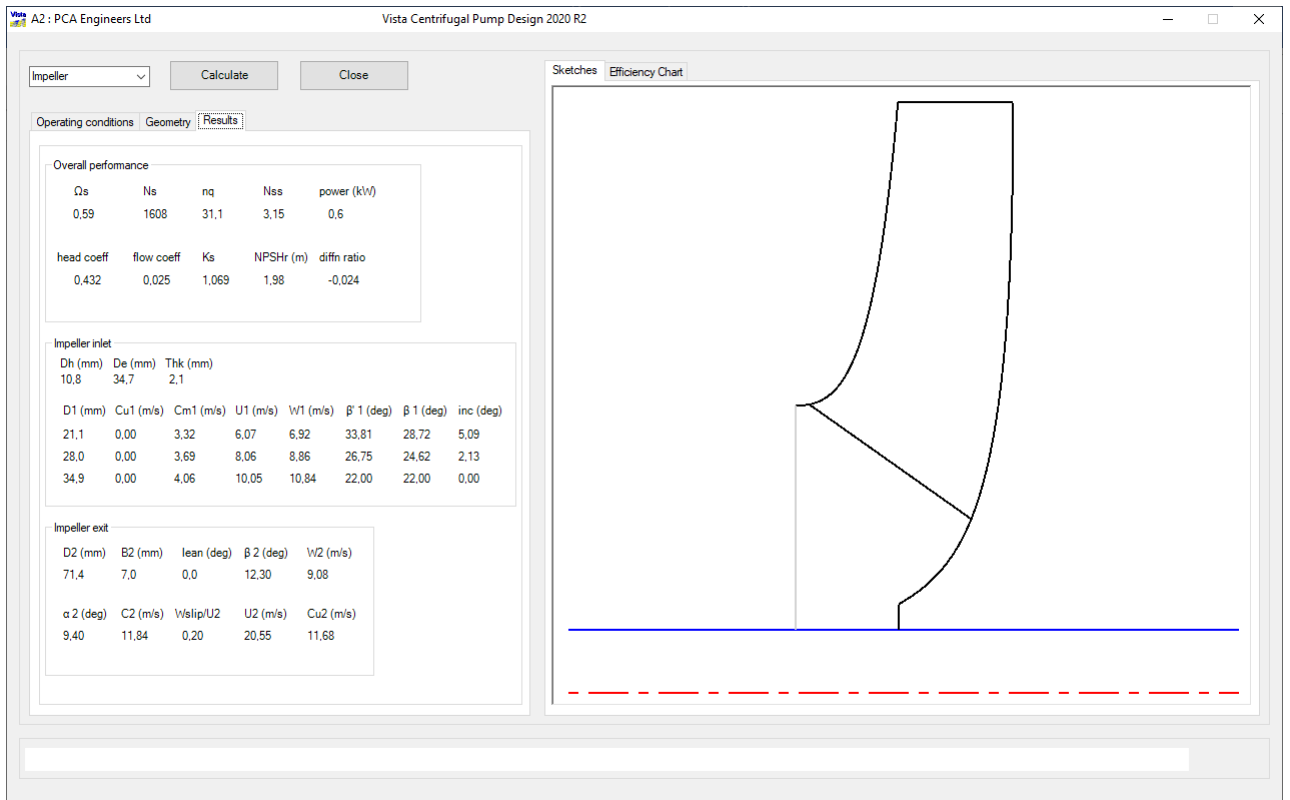 Vista A2 : PCA Engineers Ltd Vista Centrifugal Pump Design 2020 R2
Impeller Calculate Close
Operating conditions Geometry Results
Overall performance
Ωs Ns nq Nss power (kW)
0,59 1608 31,1 3,15 0,6
head coeff flow coeff Ks NPSHr (m) diffn ratio
0,432 0,025 1,069 1,98 -0,024
Impeller inlet
Dh (mm) De (mm) Thk (mm)
10,8 34,7 2,1
D1 (mm) Cu1 (m/s) Cm1 (m/s) U1 (m/s) W1 (m/s) β' 1 (deg) β 1 (deg) inc (deg)
21,1 0,00 3,32 6,07 6,92 33,81 28,72 5,09
28,0 0,00 3,69 8,06 8,86 26,75 24,62 2,13
34,9 0,00 4,06 10,05 10,84 22,00 22,00 0,00
Impeller exit
D2 (mm) B2 (mm) lean (deg) β 2 (deg) W2 (m/s)
71,4 7,0 0,0 12,30 9,08
α 2 (deg) C2 (m/s) Wslip/U2 U2 (m/s) Cu2 (m/s)
9,40 11,84 0,20 20,55 11,68
Sketches Efficiency Chart